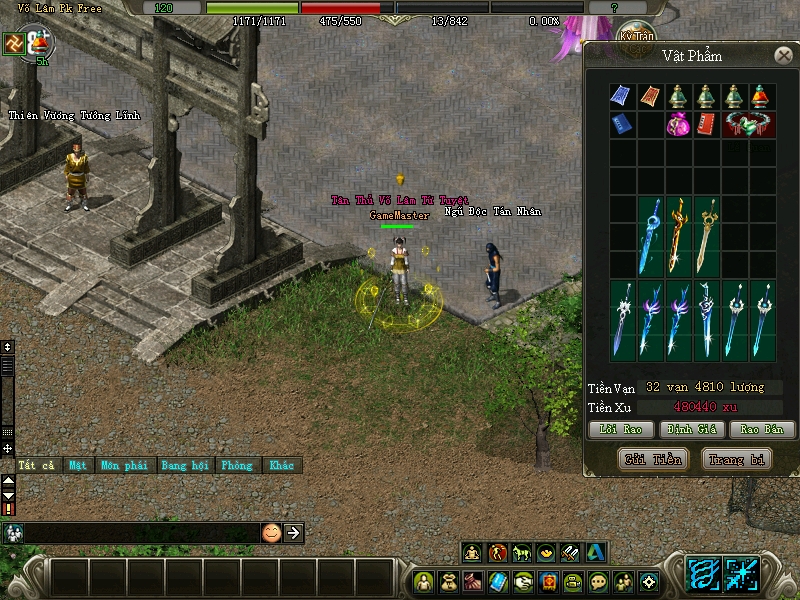 Võ Lâm Pk Free
120
?
1171/1171
475/550
13/842
0.00%
Kỳ Trân
5h
Vật Phẩm
Thiên Vương Tướng Lĩnh
Tân Thủ Võ Lâm Tứ Tuyệt
GameMaster
Ngũ Độc Tán Nhân
Tiền Vạn 32 vạn 4810 lượng
Tiền Xu 480440 xu
Lời Rao Định Giá Rao Bán
Gửi Tiền Trang bị
Tất cả Mật Môn phái Bang hội Phòng Khác